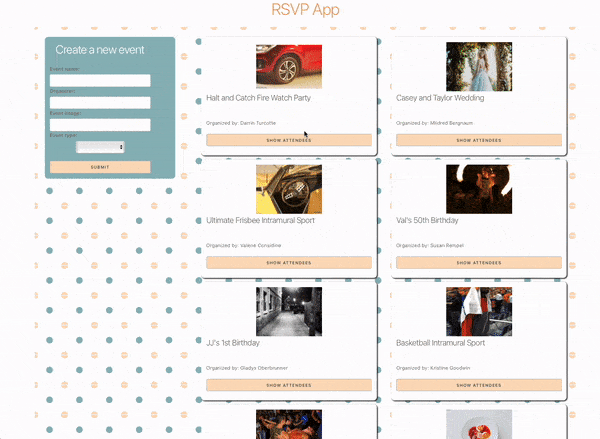 RSVP App
Create a new event
Event name:
Organizer:
Event image:
Event type:
SUBMIT
Halt and Catch Fire Watch Party
Organized by: Darrin Turcotte
SHOW ATTENDEES
Casey and Taylor Wedding
Organized by: Mildred Bergnaum
SHOW ATTENDEES
Ultimate Frisbee Intramural Sport
Organized by: Valerie Considine
SHOW ATTENDEES
Val's 50th Birthday
Organized by: Susan Rempel
SHOW ATTENDEES
JJ's 1st Birthday
Organized by: Gladys Oberbrunner
SHOW ATTENDEES
Basketball Intramural Sport
Organized by: Kristine Goodwin
SHOW ATTENDEES